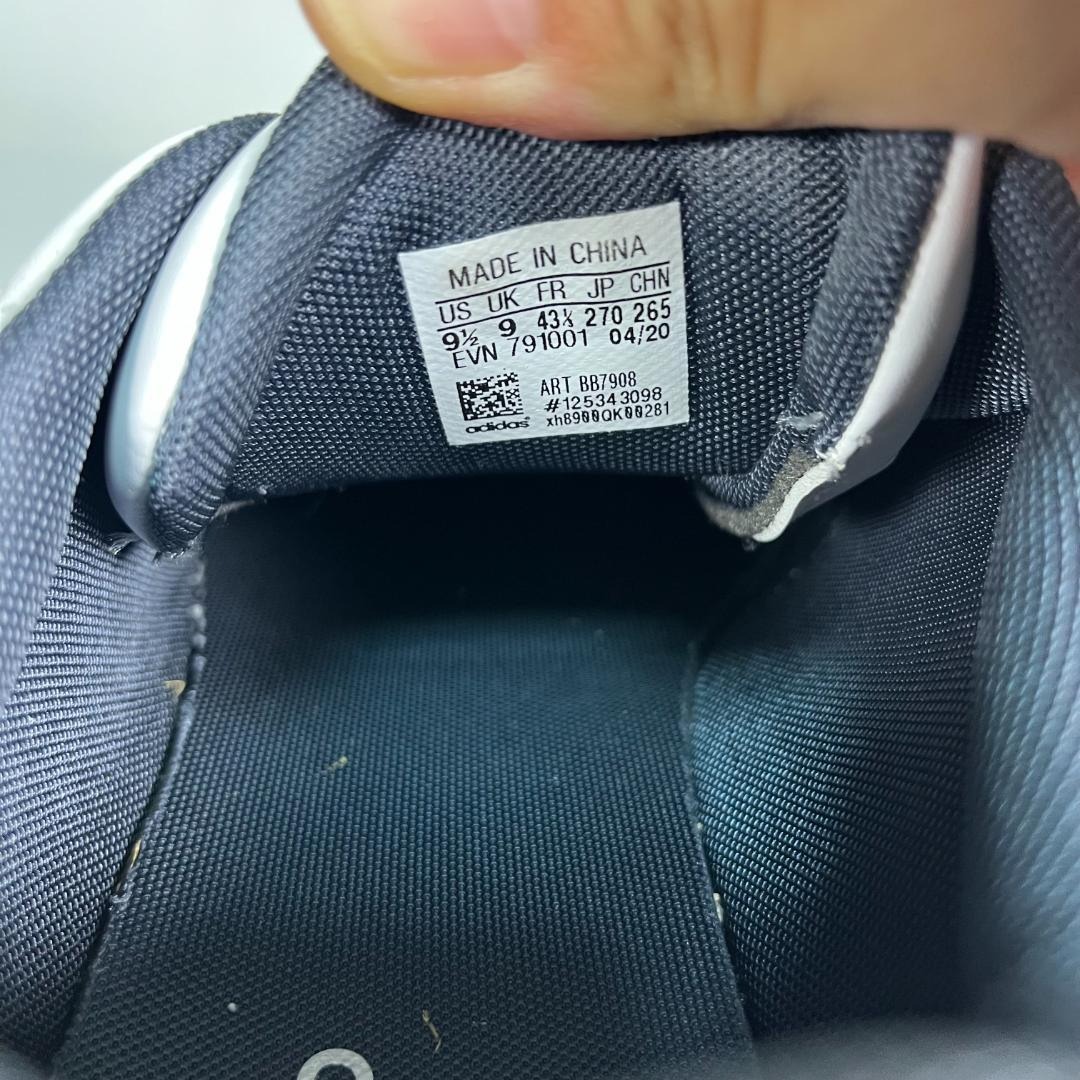 MADE IN CHINA
US UK FR JP CHN
9½ 9 43⅓ 270 265
EVN 791001 04/20
ART BB7908
#125343098
adidas xh8900QK00281